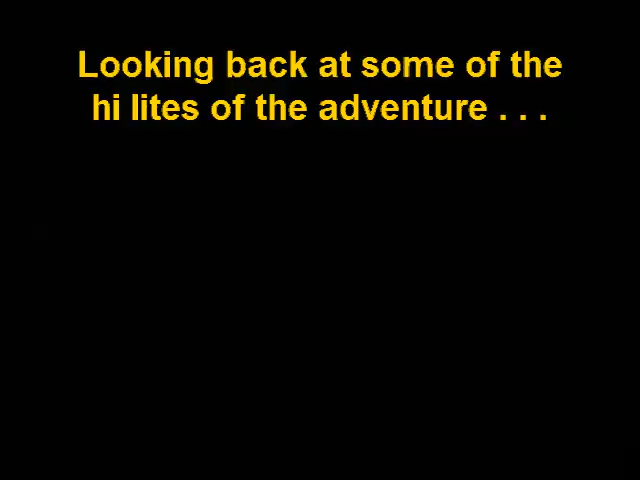 Looking back at some of the
hi lites of the adventure . . .